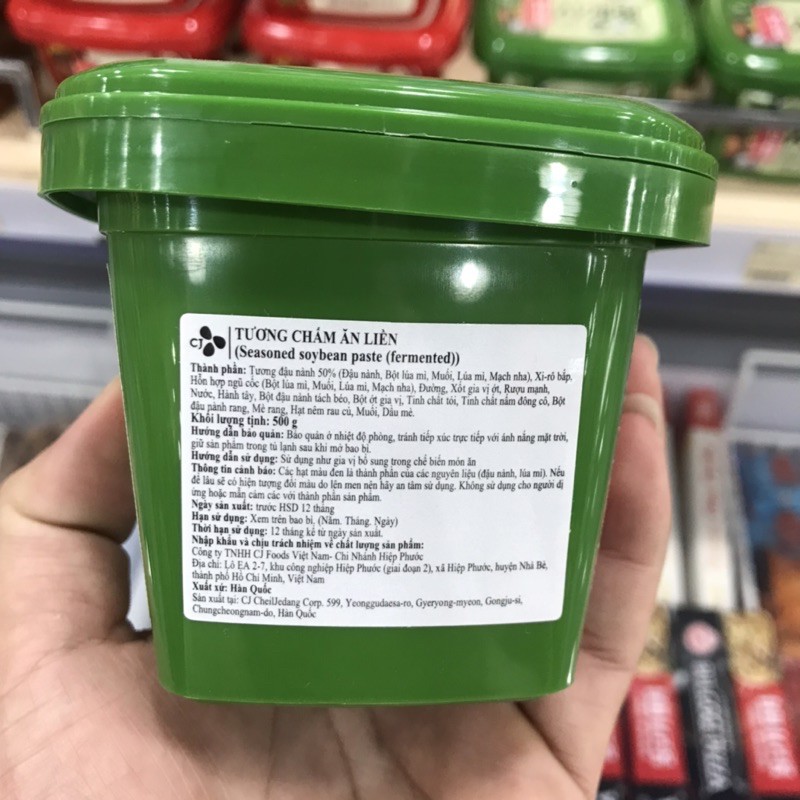 CJ
TƯƠNG CHẤM ĂN LIỀN
(Seasoned soybean paste (fermented))
Thành phần: Tương đậu nành 50% (Đậu nành, Bột lúa mì, Muối, Lúa mì, Mạch nha), Xi-rô bắp,
Hỗn hợp ngũ cốc (Bột lúa mì, Muối, Lúa mì, Mạch nha), Đường, Xốt gia vị ớt, Rượu mạnh,
Nước, Hành tây, Bột đậu nành tách béo, Bột ớt gia vị, Tinh chất tỏi, Tinh chất nấm đông cô, Bột
đậu nành rang, Mè rang, Hạt nêm rau củ, Muối, Dầu mè.
Khối lượng tịnh: 500 g
Hướng dẫn bảo quản: Bảo quản ở nhiệt độ phòng, tránh tiếp xúc trực tiếp với ánh nắng mặt trời,
giữ sản phẩm trong tủ lạnh sau khi mở bao bì.
Hướng dẫn sử dụng: Sử dụng như gia vị bổ sung trong chế biến món ăn
Thông tin cảnh báo: Các hạt màu đen là thành phần của các nguyên liệu (đậu nành, lúa mì). Nếu
để lâu sẽ có hiện tượng đổi màu do lên men nên hãy an tâm sử dụng. Không sử dụng cho người dị
ứng hoặc mẫn cảm các với thành phần sản phẩm.
Ngày sản xuất: trước HSD 12 tháng
Hạn sử dụng: Xem trên bao bì, (Năm. Tháng. Ngày)
Thời hạn sử dụng: 12 tháng kể từ ngày sản xuất.
Nhập khẩu và chịu trách nhiệm về chất lượng sản phẩm:
Công ty TNHH CJ Foods Việt Nam- Chi Nhánh Hiệp Phước
Địa chỉ: Lô EA 2-7, khu công nghiệp Hiệp Phước (giai đoạn 2), xã Hiệp Phước, huyện Nhà Bè,
thành phố Hồ Chí Minh, Việt Nam
Xuất xứ: Hàn Quốc
Sản xuất tại: CJ CheilJedang Corp. 599, Yeonggudaesa-ro, Gyeryong-myeon, Gongju-si,
Chungcheongnam-do, Hàn Quốc